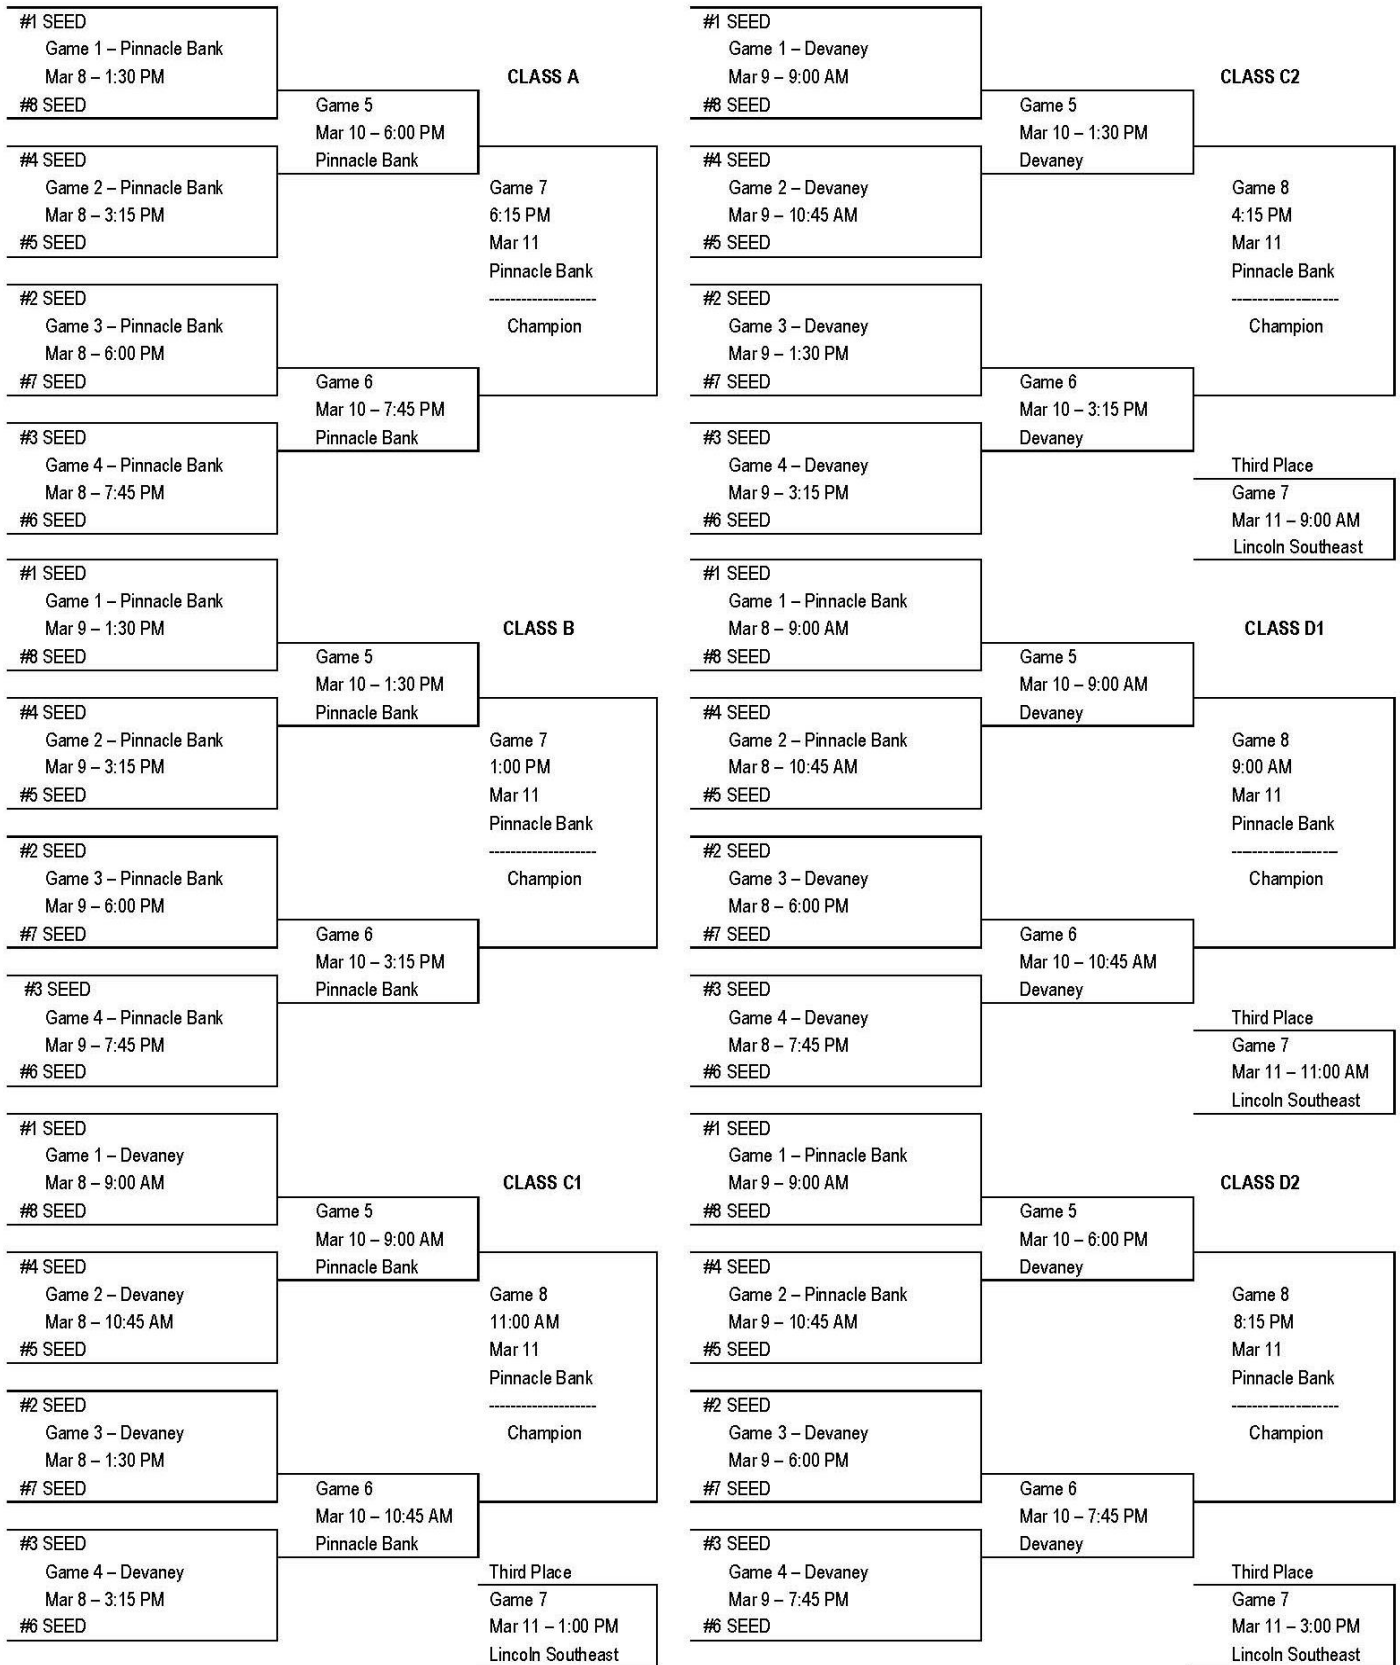 CLASS A
#1 SEED
Game 1 – Pinnacle Bank
Mar 8 – 1:30 PM
#8 SEED
#4 SEED
Game 2 – Pinnacle Bank
Mar 8 – 3:15 PM
#5 SEED
#2 SEED
Game 3 – Pinnacle Bank
Mar 8 – 6:00 PM
#7 SEED
#3 SEED
Game 4 – Pinnacle Bank
Mar 8 – 7:45 PM
#6 SEED
Game 5
Mar 10 – 6:00 PM
Pinnacle Bank
Game 6
Mar 10 – 7:45 PM
Pinnacle Bank
Game 7
6:15 PM
Mar 11
Pinnacle Bank
--------------------
Champion
CLASS B
#1 SEED
Game 1 – Pinnacle Bank
Mar 9 – 1:30 PM
#8 SEED
#4 SEED
Game 2 – Pinnacle Bank
Mar 9 – 3:15 PM
#5 SEED
#2 SEED
Game 3 – Pinnacle Bank
Mar 9 – 6:00 PM
#7 SEED
#3 SEED
Game 4 – Pinnacle Bank
Mar 9 – 7:45 PM
#6 SEED
Game 5
Mar 10 – 1:30 PM
Pinnacle Bank
Game 6
Mar 10 – 3:15 PM
Pinnacle Bank
Game 7
1:00 PM
Mar 11
Pinnacle Bank
--------------------
Champion
CLASS C1
#1 SEED
Game 1 – Devaney
Mar 8 – 9:00 AM
#8 SEED
#4 SEED
Game 2 – Devaney
Mar 8 – 10:45 AM
#5 SEED
#2 SEED
Game 3 – Devaney
Mar 8 – 1:30 PM
#7 SEED
#3 SEED
Game 4 – Devaney
Mar 8 – 3:15 PM
#6 SEED
Game 5
Mar 10 – 9:00 AM
Pinnacle Bank
Game 6
Mar 10 – 10:45 AM
Pinnacle Bank
Game 8
11:00 AM
Mar 11
Pinnacle Bank
--------------------
Champion
Third Place
Game 7
Mar 11 – 1:00 PM
Lincoln Southeast
CLASS C2
#1 SEED
Game 1 – Devaney
Mar 9 – 9:00 AM
#8 SEED
#4 SEED
Game 2 – Devaney
Mar 9 – 10:45 AM
#5 SEED
#2 SEED
Game 3 – Devaney
Mar 9 – 1:30 PM
#7 SEED
#3 SEED
Game 4 – Devaney
Mar 9 – 3:15 PM
#6 SEED
Game 5
Mar 10 – 1:30 PM
Devaney
Game 6
Mar 10 – 3:15 PM
Devaney
Game 8
4:15 PM
Mar 11
Pinnacle Bank
--------------------
Champion
Third Place
Game 7
Mar 11 – 9:00 AM
Lincoln Southeast
CLASS D1
#1 SEED
Game 1 – Pinnacle Bank
Mar 8 – 9:00 AM
#8 SEED
#4 SEED
Game 2 – Pinnacle Bank
Mar 8 – 10:45 AM
#5 SEED
#2 SEED
Game 3 – Devaney
Mar 8 – 6:00 PM
#7 SEED
#3 SEED
Game 4 – Devaney
Mar 8 – 7:45 PM
#6 SEED
Game 5
Mar 10 – 9:00 AM
Devaney
Game 6
Mar 10 – 10:45 AM
Devaney
Game 8
9:00 AM
Mar 11
Pinnacle Bank
--------------------
Champion
Third Place
Game 7
Mar 11 – 11:00 AM
Lincoln Southeast
CLASS D2
#1 SEED
Game 1 – Pinnacle Bank
Mar 9 – 9:00 AM
#8 SEED
#4 SEED
Game 2 – Pinnacle Bank
Mar 9 – 10:45 AM
#5 SEED
#2 SEED
Game 3 – Devaney
Mar 9 – 6:00 PM
#7 SEED
#3 SEED
Game 4 – Devaney
Mar 9 – 7:45 PM
#6 SEED
Game 5
Mar 10 – 6:00 PM
Devaney
Game 6
Mar 10 – 7:45 PM
Devaney
Game 8
8:15 PM
Mar 11
Pinnacle Bank
--------------------
Champion
Third Place
Game 7
Mar 11 – 3:00 PM
Lincoln Southeast